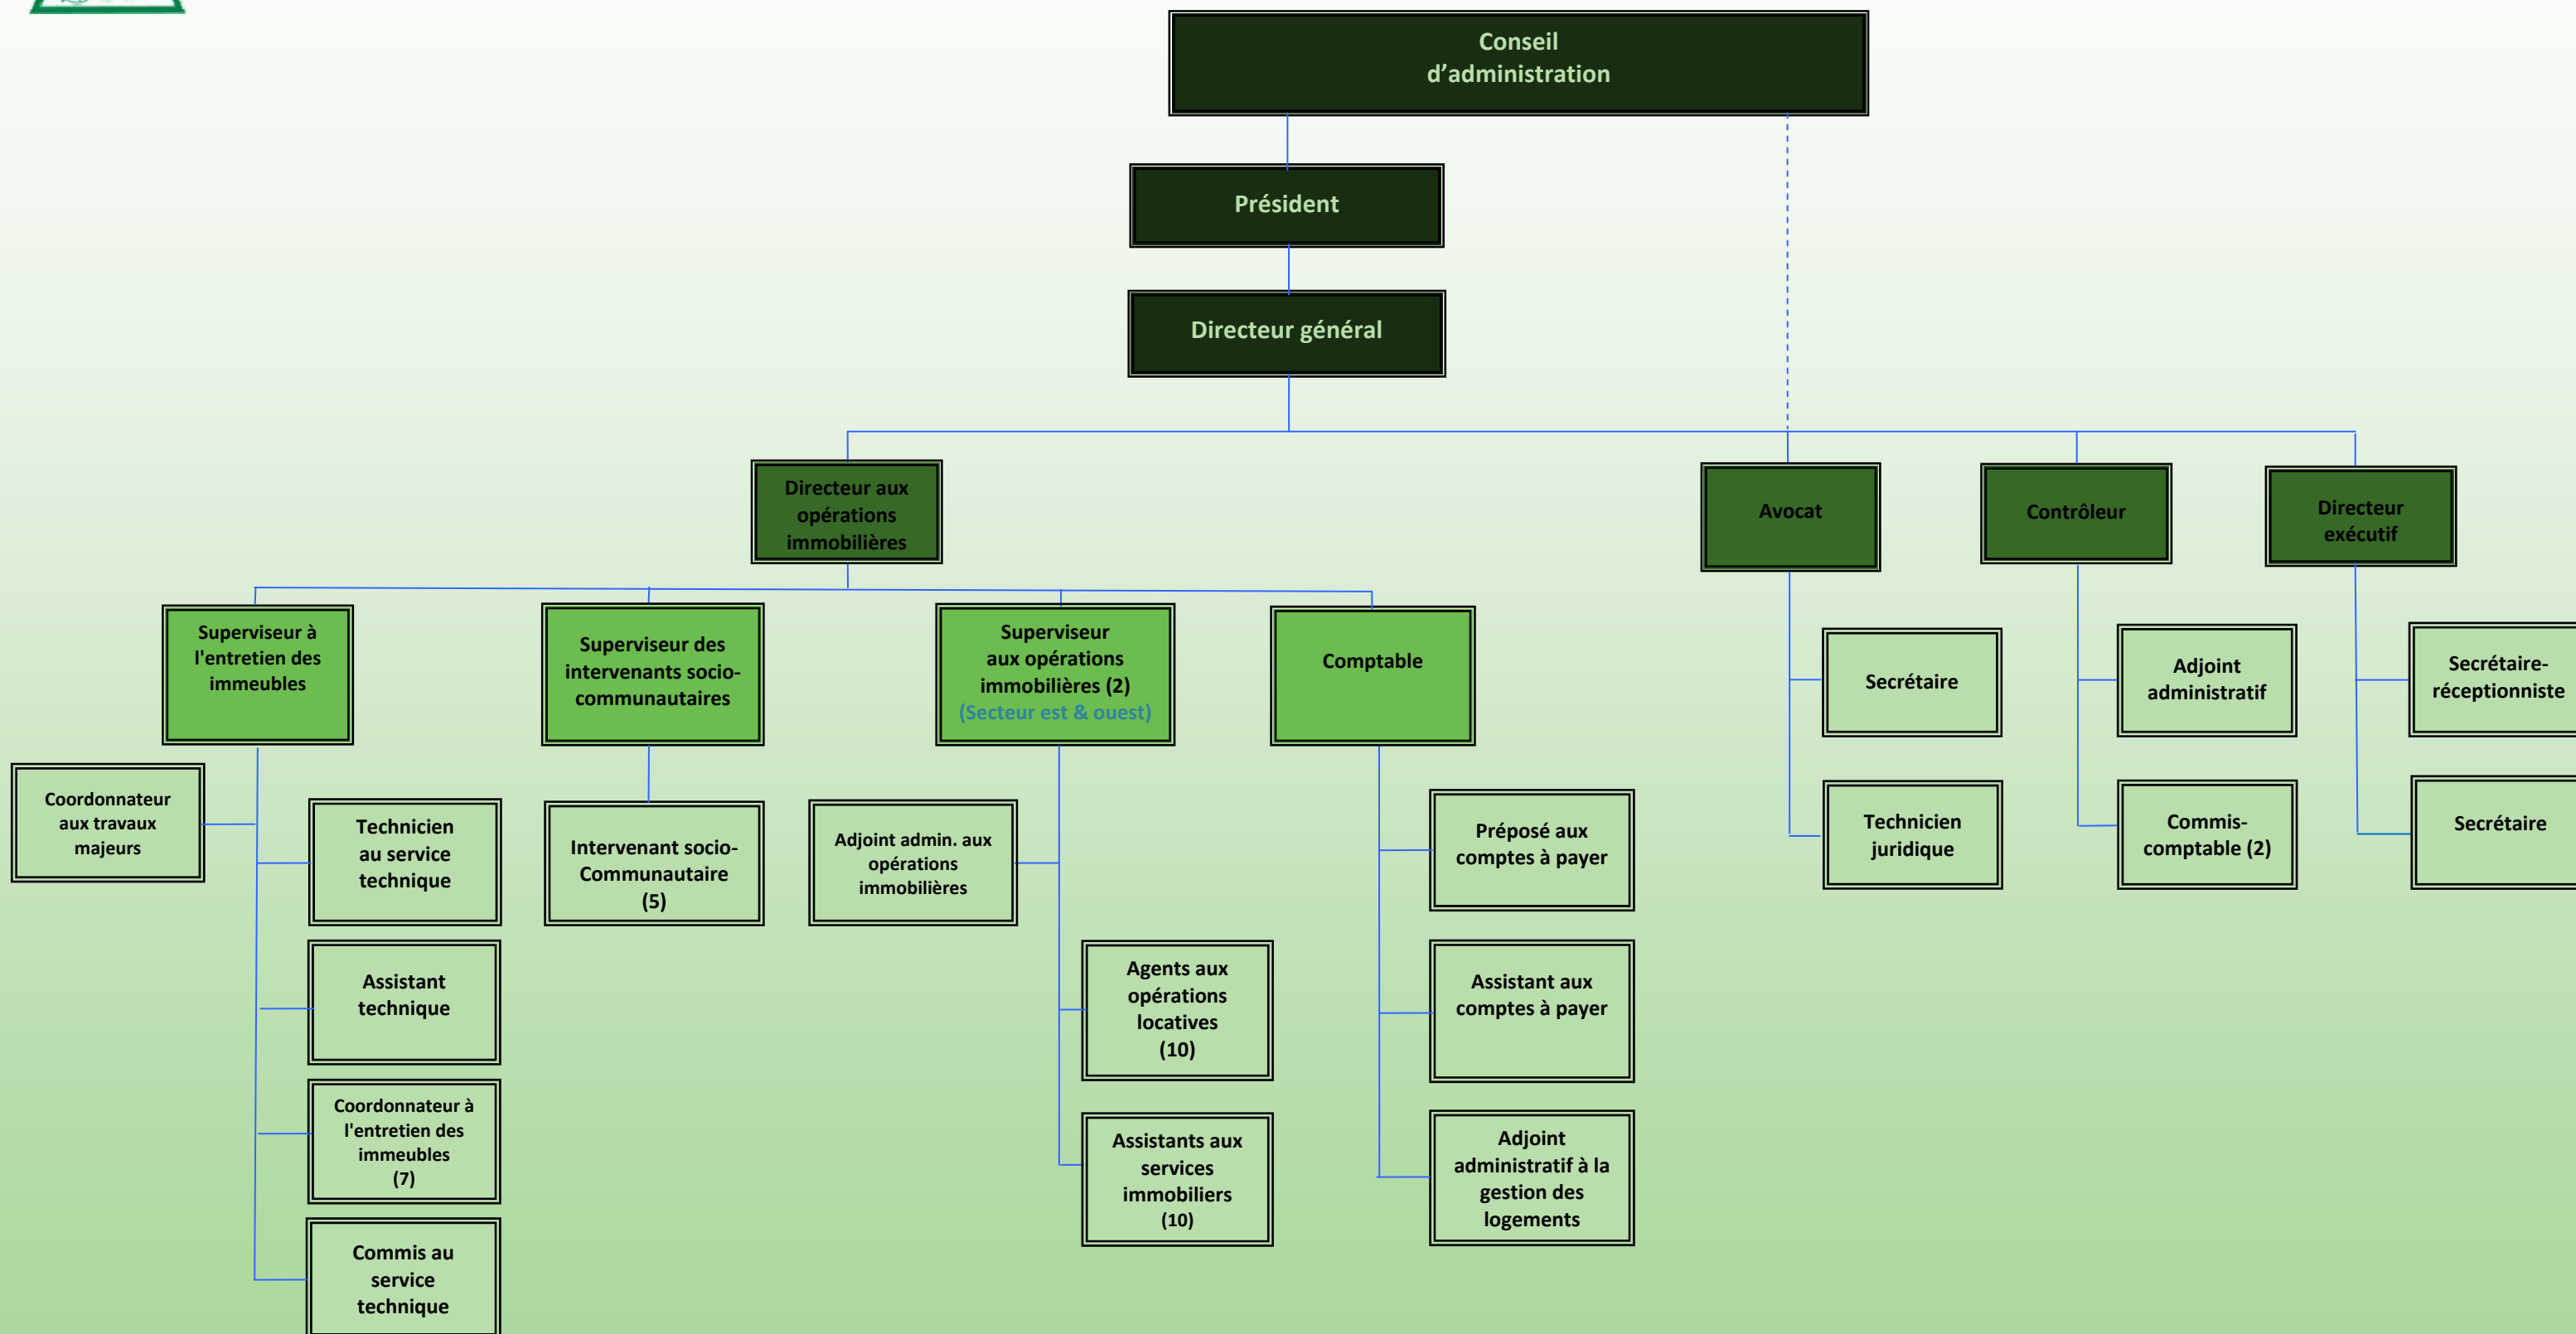 Conseil
d’administration
Président
Directeur général
Directeur aux
opérations
immobilières
Avocat
Contrôleur
Directeur
exécutif
Superviseur à
l'entretien des
immeubles
Superviseur des
intervenants socio-
communautaires
Superviseur
aux opérations
immobilières (2)
(Secteur est & ouest)
Comptable
Secrétaire
Adjoint
administratif
Secrétaire-
réceptionniste
Coordonnateur
aux travaux
majeurs
Technicien
au service
technique
Intervenant socio-
Communautaire
(5)
Adjoint admin. aux
opérations
immobilières
Préposé aux
comptes à payer
Technicien
juridique
Commis-
comptable (2)
Secrétaire
Assistant
technique
Agents aux
opérations
locatives
(10)
Assistant aux
comptes à payer
Coordonnateur à
l'entretien des
immeubles
(7)
Assistants aux
services
immobiliers
(10)
Adjoint
administratif à la
gestion des
logements
Commis au
service
technique